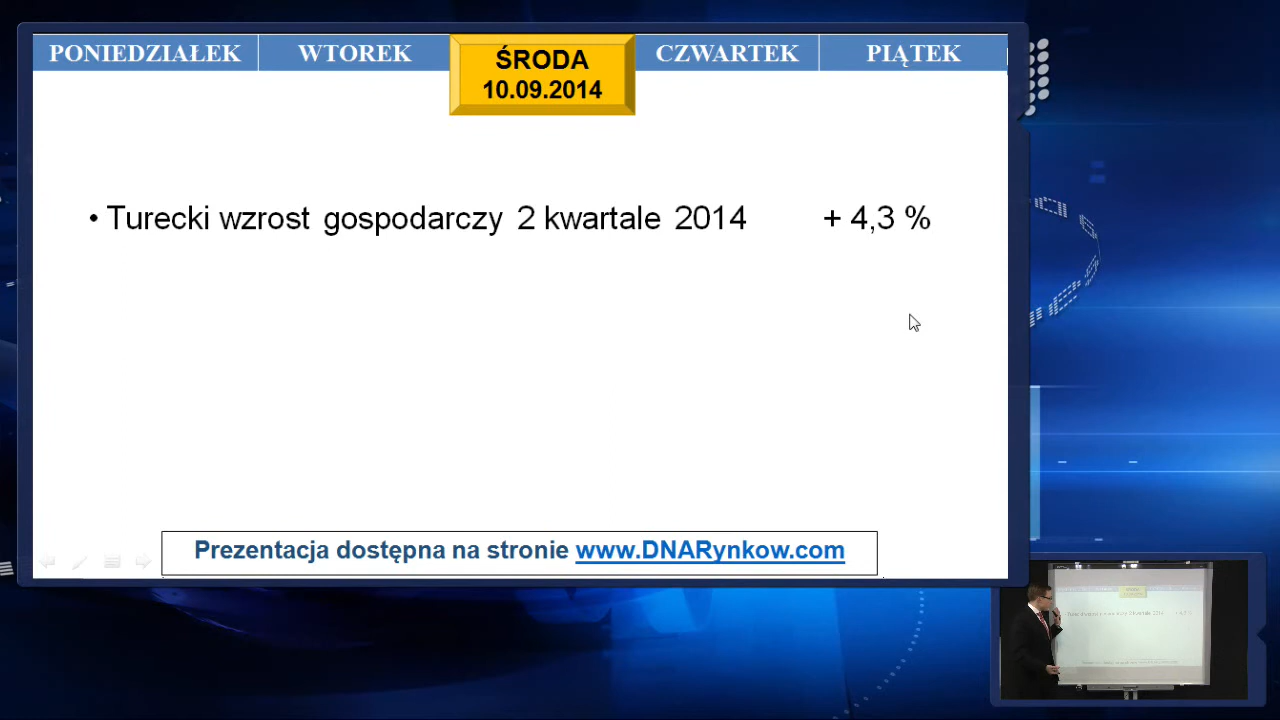 PONIEDZIAŁEK WTOREK ŚRODA CZWARTEK PIĄTEK
10.09.2014
• Turecki wzrost gospodarczy 2 kwartale 2014 + 4,3 %
Prezentacja dostępna na stronie www.DNARynkow.com